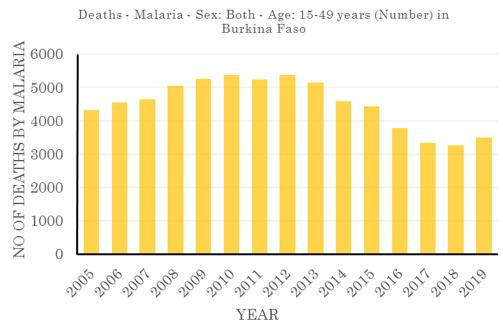 Deaths - Malaria - Sex: Both - Age: 15-49 years (Number) in
Burkina Faso
NO OF DEATHS BY MALARIA
6000
5000
4000
3000
2000
1000
0
2005 2006 2007 2008 2009 2010 2011 2012 2013 2014 2015 2016 2017 2018 2019
YEAR